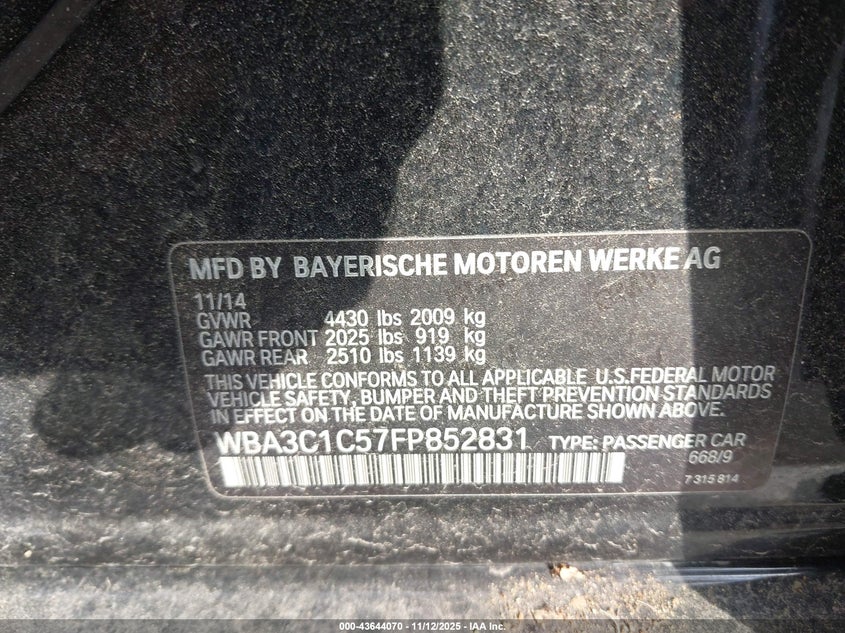 MFD BY BAYERISCHE MOTOREN WERKE AG
11/14
GVWR 4430 lbs 2009 kg
GAWR FRONT 2025 lbs 919 kg
GAWR REAR 2510 lbs 1139 kg
THIS VEHICLE CONFORMS TO ALL APPLICABLE U.S.FEDERAL MOTOR
VEHICLE SAFETY, BUMPER AND THEFT PREVENTION STANDARDS
IN EFFECT ON THE DATE OF MANUFACTURE SHOWN ABOVE.
WBA3C1C57FP852831 TYPE: PASSENGER CAR
668/9
7 315 814
000-43644070 - 11/12/2025 - IAA Inc.